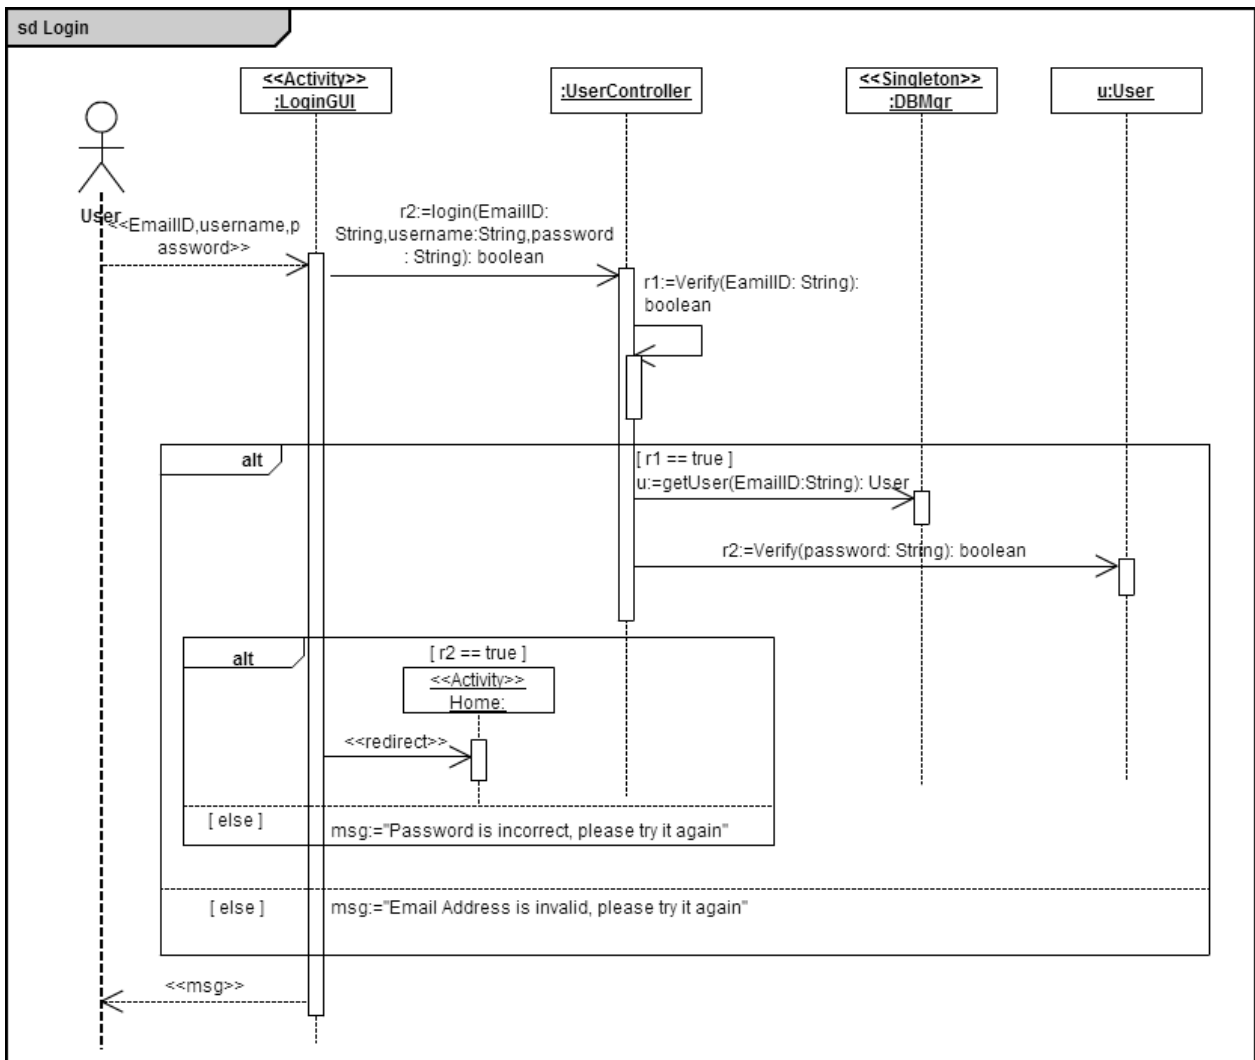 sd Login
<<Activity>>
:LoginGUI
:UserController
<<Singleton>>
:DBMgr
u:User
User
<<EmailID,username,p
assword>>
r2:=login(EmailID:
String,username:String,password
: String): boolean
r1:=Verify(EamilID: String):
boolean
alt
[ r1 == true ]
u:=getUser(EmailID:String): User
r2:=Verify(password: String): boolean
alt
[ r2 == true ]
<<Activity>>
Home:
<<redirect>>
[ else ]
msg:="Password is incorrect, please try it again"
[ else ]
msg:="Email Address is invalid, please try it again"
<<msg>>